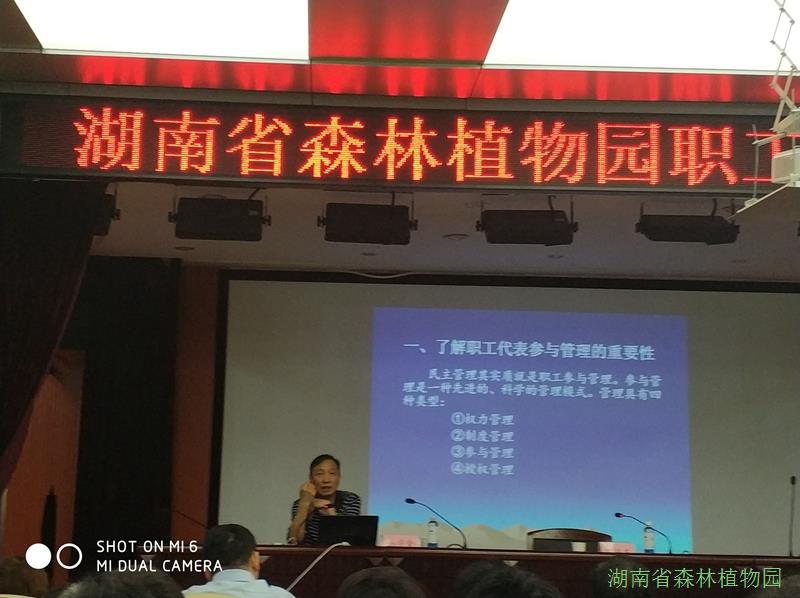 湖南省森林植物园职工
一、了解职工代表参与管理的重要性
民主管理其实质就是职工参与管理。参与管
理是一种先进的、科学的管理模式。管理具有四
种类型：
①权力管理
②制度管理
③参与管理
④授权管理
SHOT ON MI 6
MI DUAL CAMERA
湖南省森林植物园